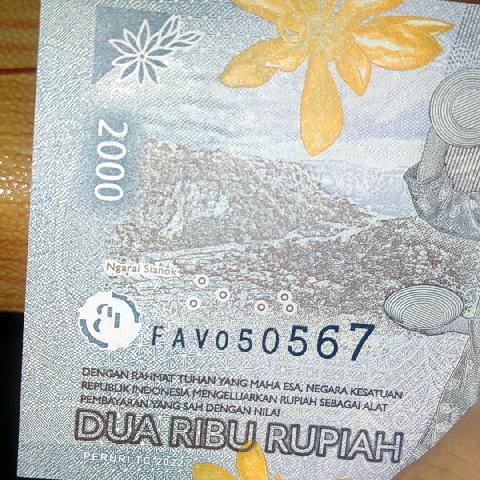 2000
Ngarai Sianok
FAV050567
DENGAN RAHMAT TUHAN YANG MAHA ESA, NEGARA KESATUAN
REPUBLIK INDONESIA MENGELUARKAN RUPIAH SEBAGAI ALAT
PEMBAYARAN YANG SAH DENGAN NILAI
DUA RIBU RUPIAH
PERURI TC 2022